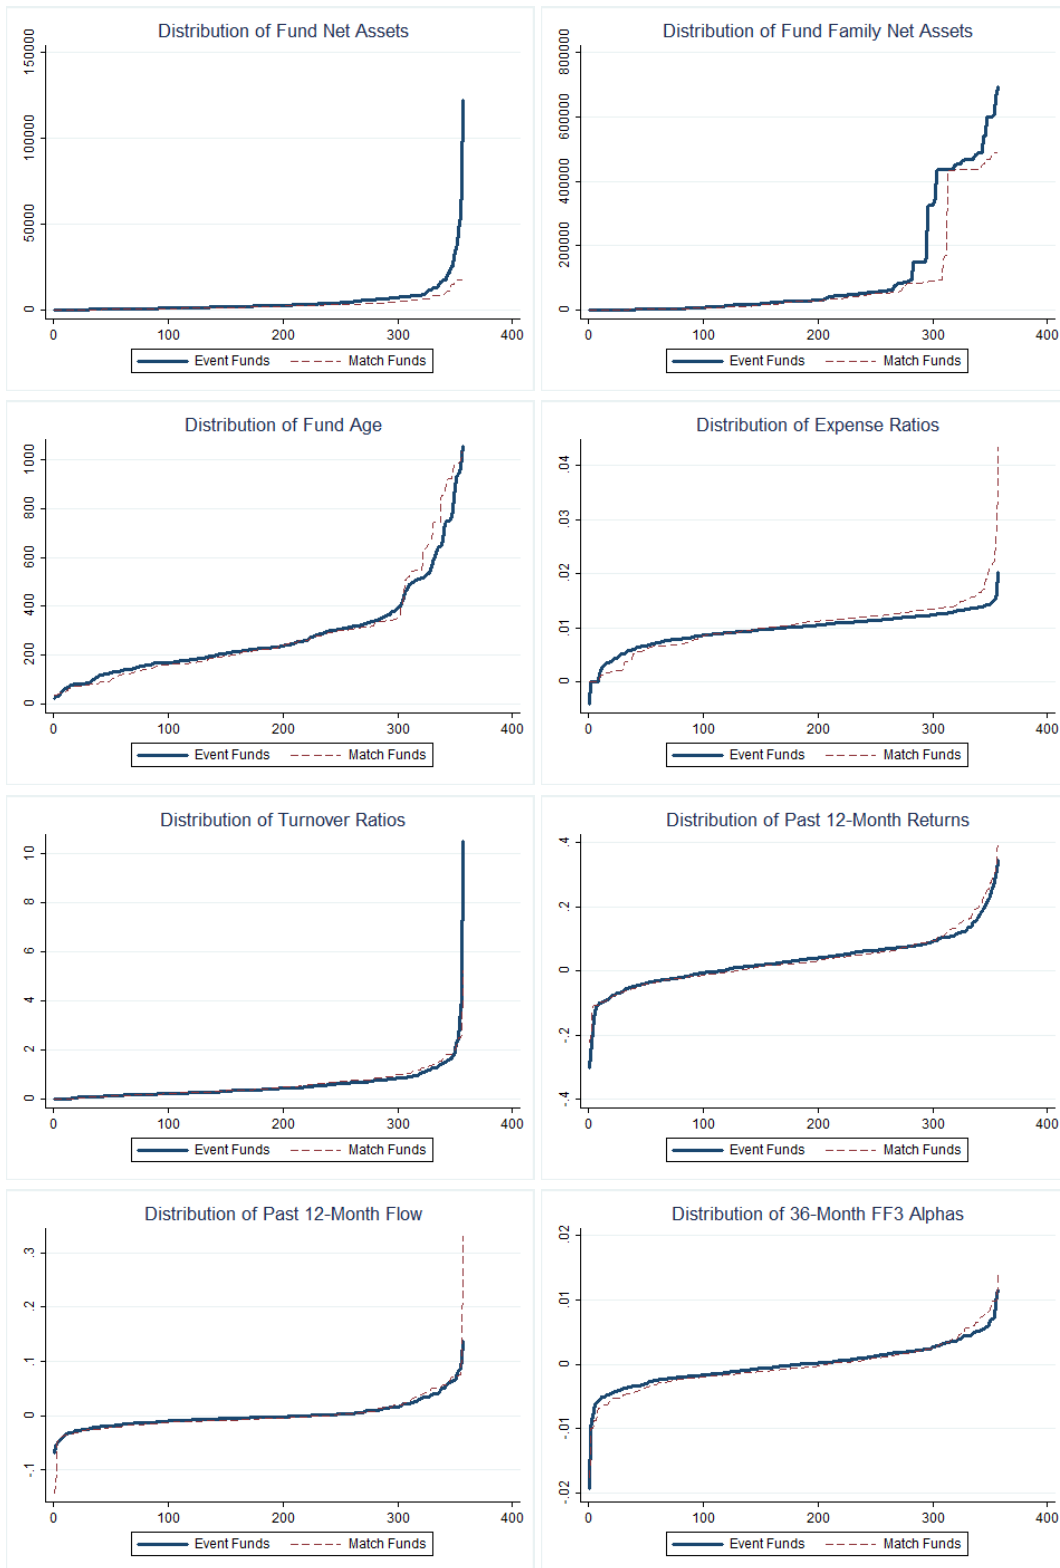 Distribution of Fund Net Assets
150000
100000
50000
0
0 100 200 300 400
Event Funds Match Funds
Distribution of Fund Family Net Assets
800000
600000
400000
200000
0
0 100 200 300 400
Event Funds Match Funds
Distribution of Fund Age
1000
800
600
400
200
0
0 100 200 300 400
Event Funds Match Funds
Distribution of Expense Ratios
.04
.03
.02
.01
0
0 100 200 300 400
Event Funds Match Funds
Distribution of Turnover Ratios
10
8
6
4
2
0
0 100 200 300 400
Event Funds Match Funds
Distribution of Past 12-Month Returns
.4
.2
0
-.2
-.4
0 100 200 300 400
Event Funds Match Funds
Distribution of Past 12-Month Flow
.3
.2
.1
0
-.1
0 100 200 300 400
Event Funds Match Funds
Distribution of 36-Month FF3 Alphas
.02
.01
0
-.01
-.02
0 100 200 300 400
Event Funds Match Funds